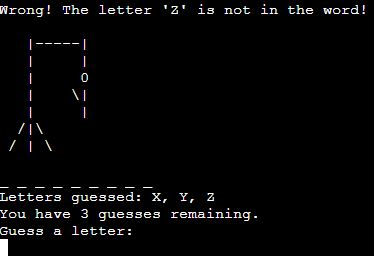 Wrong! The letter 'Z' is not in the word!
|-----|
|     |
|     O
|    \|
|     |
/|\
/ | \
_ _ _ _ _ _ _ _ _
Letters guessed: X, Y, Z
You have 3 guesses remaining.
Guess a letter: